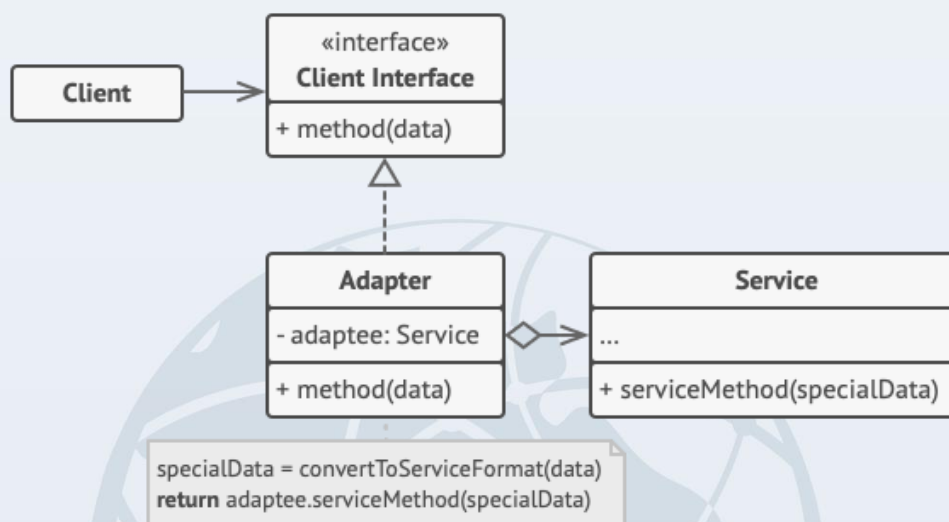 «interface»
Client Interface
Client
+ method(data)
Adapter
- adaptee: Service
+ method(data)
Service
...
+ serviceMethod(specialData)
specialData = convertToServiceFormat(data)
return adaptee.serviceMethod(specialData)